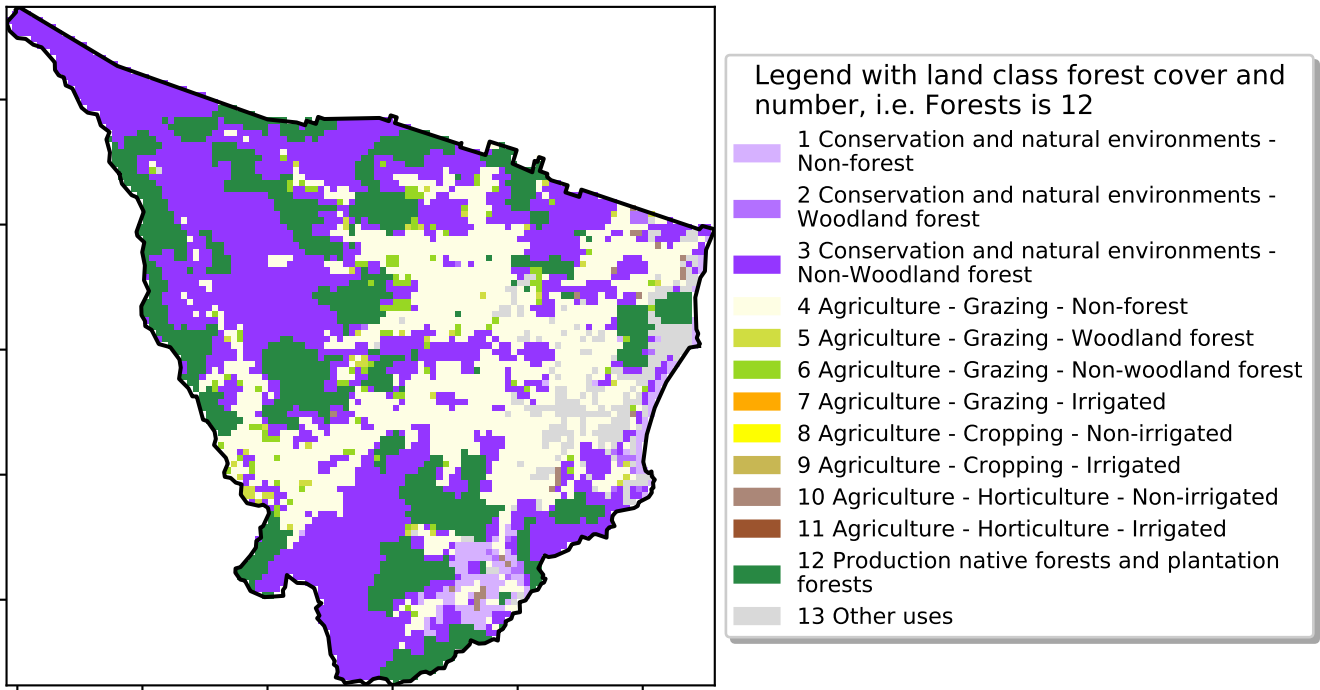 Legend with land class forest cover and
number, i.e. Forests is 12
1 Conservation and natural environments -
Non-forest
2 Conservation and natural environments -
Woodland forest
3 Conservation and natural environments -
Non-Woodland forest
4 Agriculture - Grazing - Non-forest
5 Agriculture - Grazing - Woodland forest
6 Agriculture - Grazing - Non-woodland forest
7 Agriculture - Grazing - Irrigated
8 Agriculture - Cropping - Non-irrigated
9 Agriculture - Cropping - Irrigated
10 Agriculture - Horticulture - Non-irrigated
11 Agriculture - Horticulture - Irrigated
12 Production native forests and plantation
forests
13 Other uses